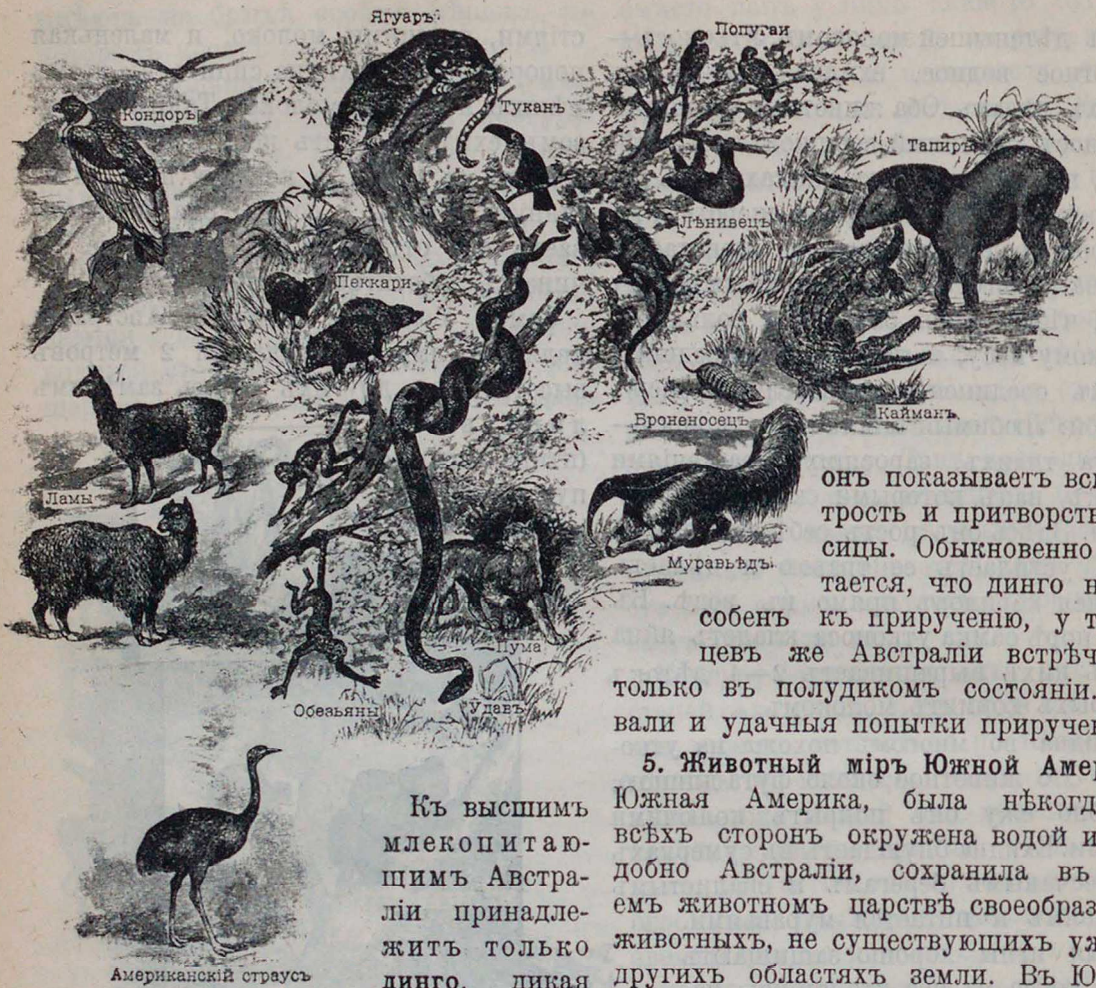 Ягуаръ
Попугаи
Кондоръ
Туканъ
Тапиръ
Лѣнивецъ
Пеккари
Броненосецъ
Кайманъ
Ламы
Муравьѣдъ
Пума
Обезьяны
Удавъ
Американскій страусъ
Къ высшимъ
млекопитаю-
щимъ Австра-
ліи принадле-
житъ только
динго, дикая
онъ показываетъ вс
трость и притворств
сицы. Обыкновенно
тается, что динго н
собенъ къ прирученію, у т
цевъ же Австраліи встрѣч
только въ полудикомъ состояніи.
вали и удачныя попытки приручен
5. Животный міръ Южной Амер
Южная Америка, была нѣкогд
всѣхъ сторонъ окружена водой и
добно Австраліи, сохранила въ
емъ животномъ царствѣ своеобраз
животныхъ, не существующихъ уж
другихъ областяхъ земли. Въ Ю